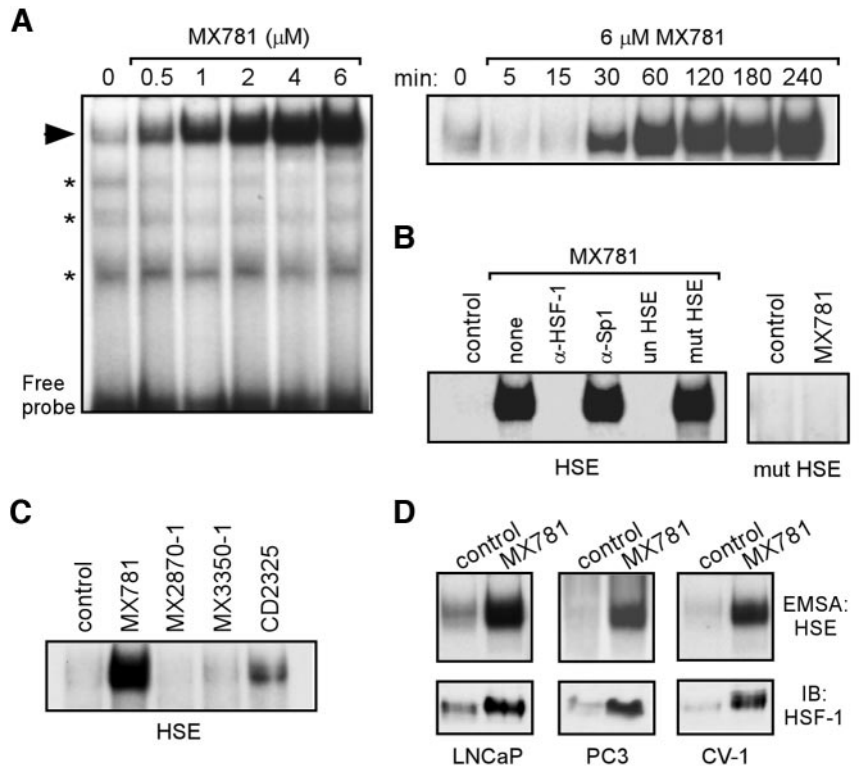 A
MX781 (μM)
0 0.5 1 2 4 6
*
*
*
Free
probe
6 μM MX781
min: 0 5 15 30 60 120 180 240
B
MX781
control none α-HSF-1 α-Sp1 un HSE mut HSE
HSE
control MX781
mut HSE
C
control MX781 MX2870-1 MX3350-1 CD2325
HSE
D
control MX781 control MX781 control MX781
EMSA:
HSE
IB:
HSF-1
LNCaP PC3 CV-1